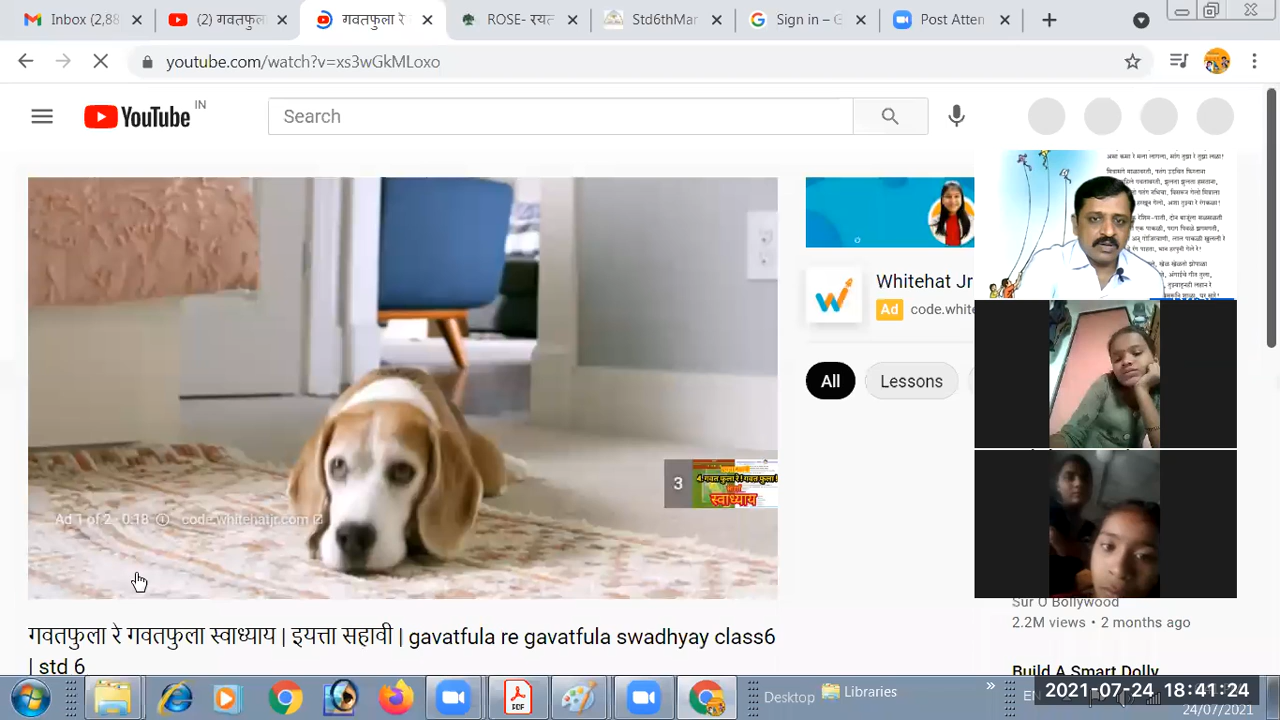 Inbox (2,88
(2) गवतफुल
गवतफुला रे
ROSE- रयत
Std6thMar
Sign in – G
Post Atten
youtube.com/watch?v=xs3wGkMLoxo
YouTube IN
Search
Whitehat Jr
Ad code.white
All
Lessons
3
स्वाध्याय
Ad 1 of 2 · 0:18
code.whitehatjr.com
गवतफुला रे गवतफुला स्वाध्याय | इयत्ता सहावी | gavatfula re gavatfula swadhyay class6
| std 6
Sur O Bollywood
2.2M views • 2 months ago
Build A Smart Dolly
PDF
Desktop
Libraries
EN
2021-07-24 18:41:24
24/07/2021